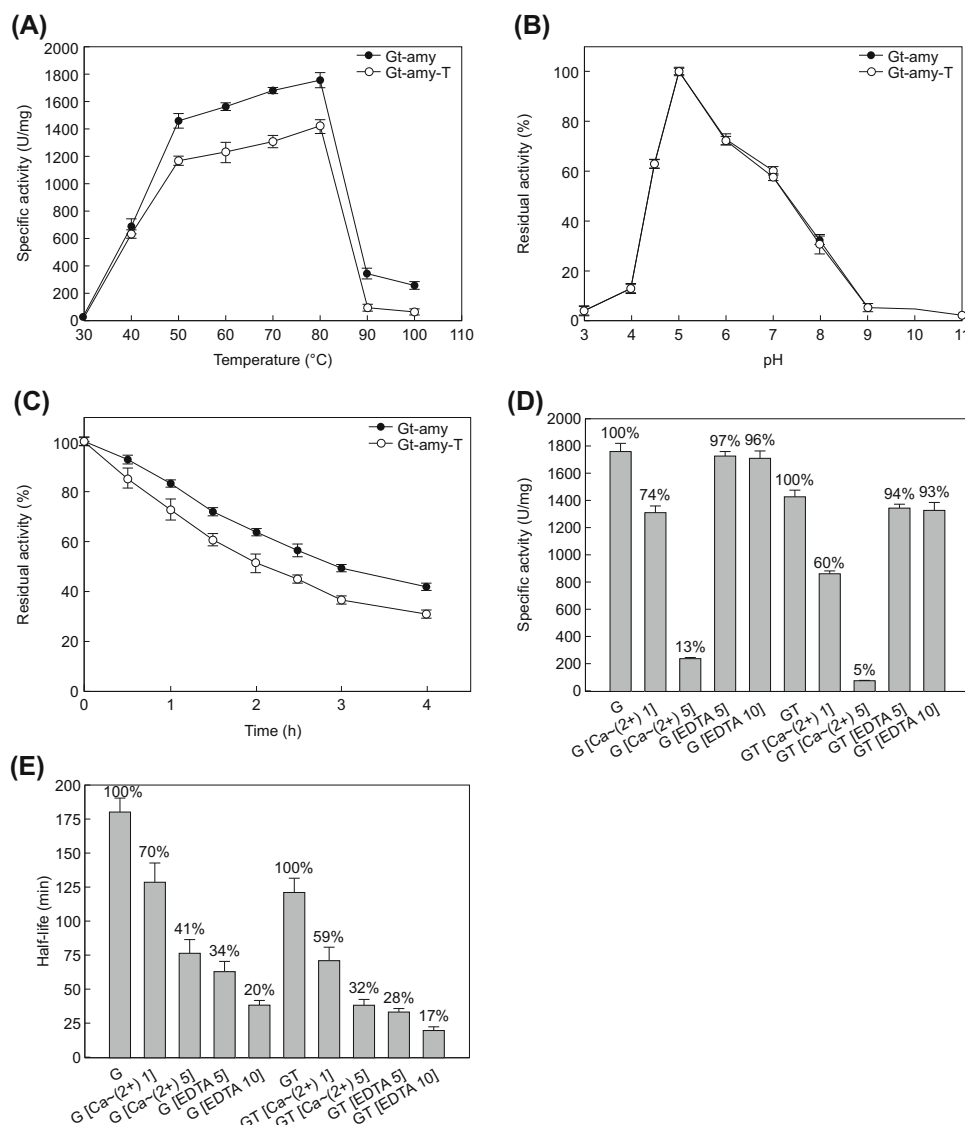 (A)
2000
1800
1600
1400
1200
1000
800
600
400
200
0
Specific activity (U/mg)
Gt-amy
Gt-amy-T
30 40 50 60 70 80 90 100 110
Temperature (°C)
(B)
100
80
60
40
20
0
Residual activity (%)
Gt-amy
Gt-amy-T
3 4 5 6 7 8 9 10 11
pH
(C)
100
80
60
40
20
0
Residual activity (%)
Gt-amy
Gt-amy-T
0 1 2 3 4
Time (h)
(D)
2000
1800
1600
1400
1200
1000
800
600
400
200
0
Specific actvity (U/mg)
100%
74%
13%
97%
96%
100%
60%
5%
94%
93%
G
G [Ca~(2+) 1]
G [Ca~(2+) 5]
G [EDTA 5]
G [EDTA 10]
GT
GT [Ca~(2+) 1]
GT [Ca~(2+) 5]
GT [EDTA 5]
GT [EDTA 10]
(E)
200
175
150
125
100
75
50
25
0
Half-life (min)
100%
70%
41%
34%
20%
100%
59%
32%
28%
17%
G
G [Ca~(2+) 1]
G [Ca~(2+) 5]
G [EDTA 5]
G [EDTA 10]
GT
GT [Ca~(2+) 1]
GT [Ca~(2+) 5]
GT [EDTA 5]
GT [EDTA 10]